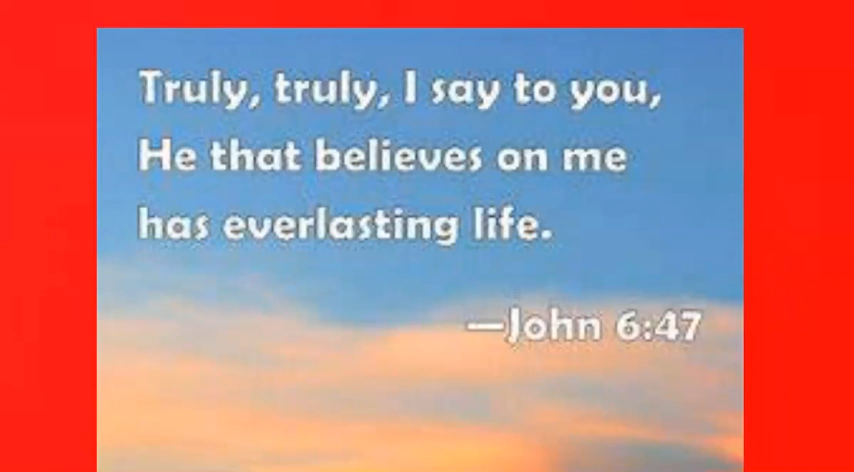 Truly, truly, I say to you,
He that believes on me
has everlasting life.
—John 6:47